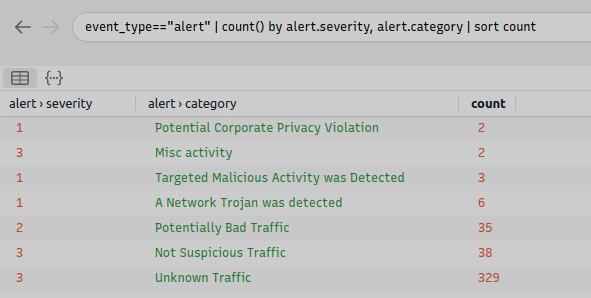 event_type=="alert" | count() by alert.severity, alert.category | sort count
alert › severity alert › category count
1 Potential Corporate Privacy Violation 2
3 Misc activity 2
1 Targeted Malicious Activity was Detected 3
1 A Network Trojan was detected 6
2 Potentially Bad Traffic 35
3 Not Suspicious Traffic 38
3 Unknown Traffic 329